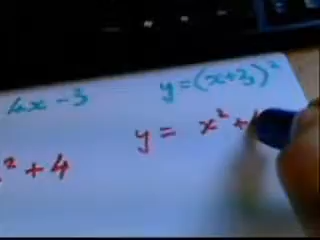 4x - 3
y = (x+3)²
² + 4
y = x² +